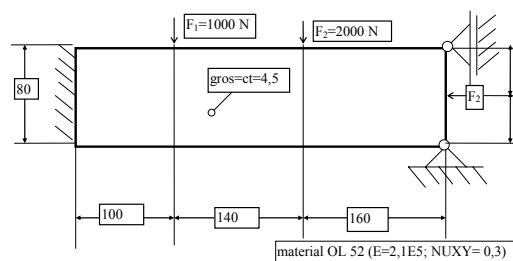 F₁=1000 N
F₂=2000 N
80
gros=ct=4,5
F₂
100
140
160
material OL 52 (E=2,1E5; NUXY= 0,3)